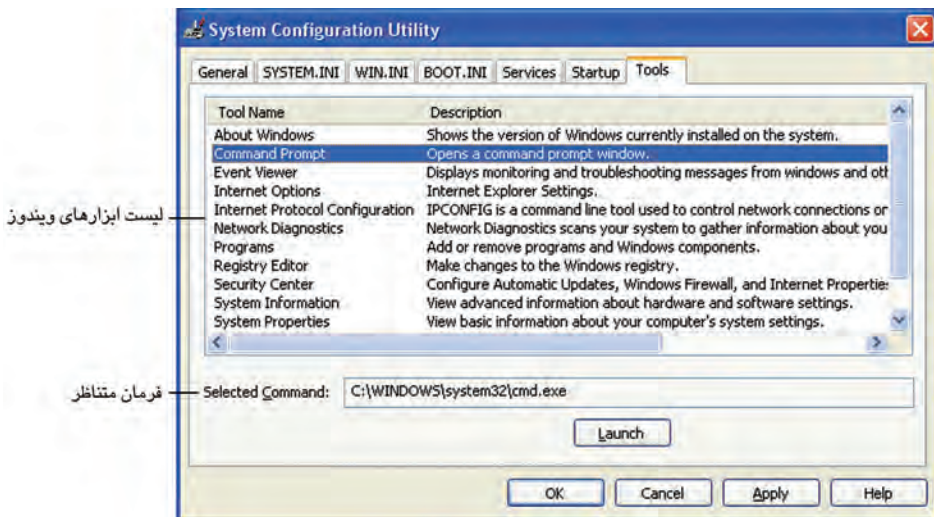 System Configuration Utility
General SYSTEM.INI WIN.INI BOOT.INI Services Startup Tools
Tool Name Description
About Windows Shows the version of Windows currently installed on the system.
Command Prompt Opens a command prompt window.
Event Viewer Displays monitoring and troubleshooting messages from windows and oth
Internet Options Internet Explorer Settings.
Internet Protocol Configuration IPCONFIG is a command line tool used to control network connections or
لیست ابزارهای ویندوز
Network Diagnostics Network Diagnostics scans your system to gather information about you
Programs Add or remove programs and Windows components.
Registry Editor Make changes to the Windows registry.
Security Center Configure Automatic Updates, Windows Firewall, and Internet Propertie
System Information View advanced information about hardware and software settings.
System Properties View basic information about your computer's system settings.
فرمان متناظر
Selected Command: C:\WINDOWS\system32\cmd.exe
Launch
OK Cancel Apply Help